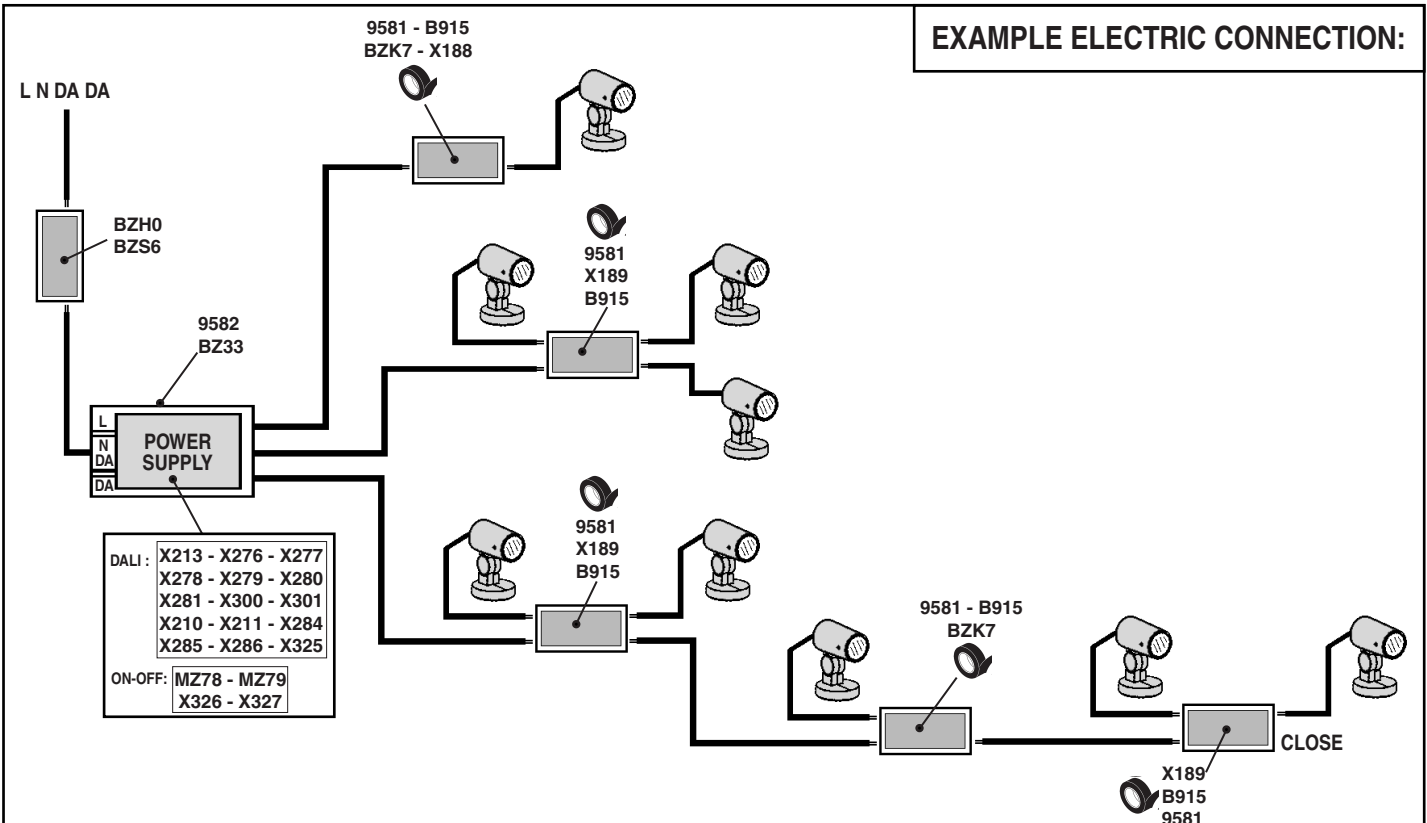 EXAMPLE ELECTRIC CONNECTION:
9581 - B915
BZK7 - X188
L N DA DA
BZH0
BZS6
9581
X189
B915
9582
BZ33
L
N
DA
DA
POWER
SUPPLY
9581
X189
B915
DALI :
X213 - X276 - X277
X278 - X279 - X280
X281 - X300 - X301
X210 - X211 - X284
X285 - X286 - X325
ON-OFF:
MZ78 - MZ79
X326 - X327
9581 - B915
BZK7
CLOSE
X189
B915
9581